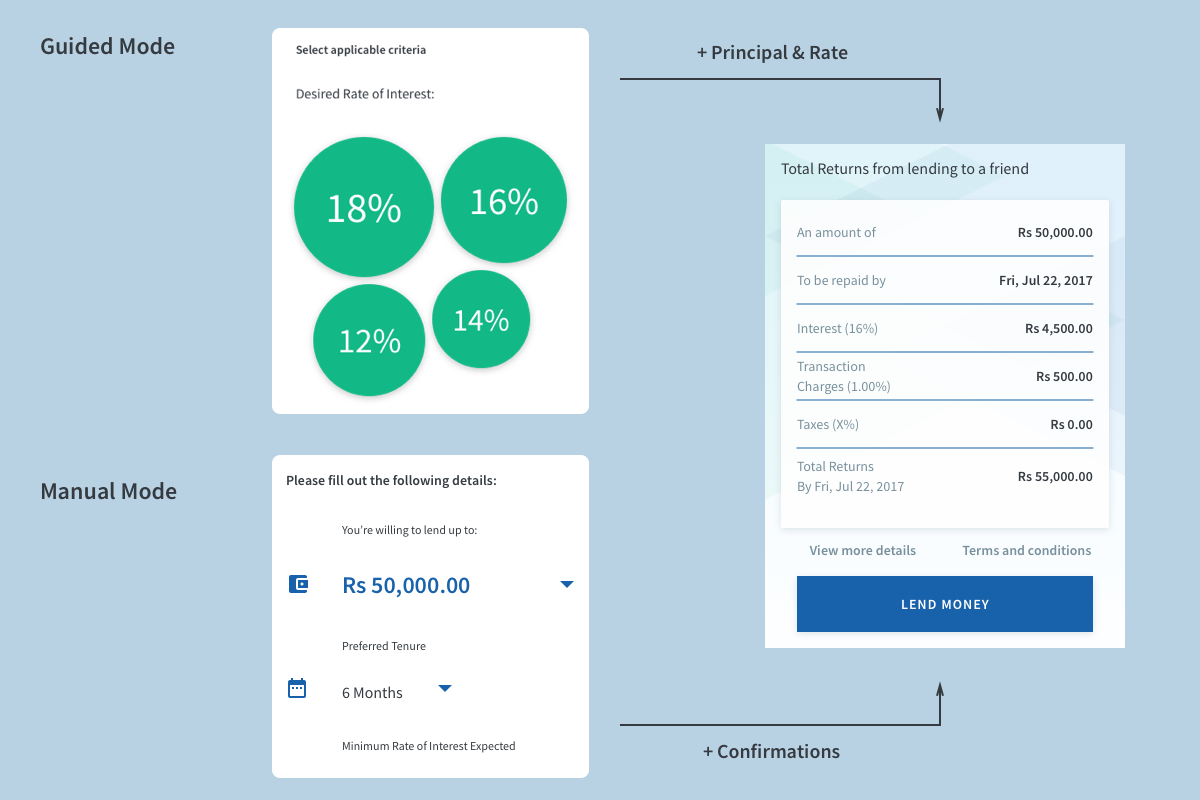 Guided Mode
Select applicable criteria
Desired Rate of Interest:
18%
16%
12%
14%
+ Principal & Rate
Total Returns from lending to a friend
An amount of Rs 50,000.00
To be repaid by Fri, Jul 22, 2017
Interest (16%) Rs 4,500.00
Transaction
Charges (1.00%) Rs 500.00
Taxes (X%) Rs 0.00
Total Returns
By Fri, Jul 22, 2017 Rs 55,000.00
View more details Terms and conditions
LEND MONEY
Manual Mode
Please fill out the following details:
You're willing to lend up to:
Rs 50,000.00
Preferred Tenure
6 Months
Minimum Rate of Interest Expected
+ Confirmations